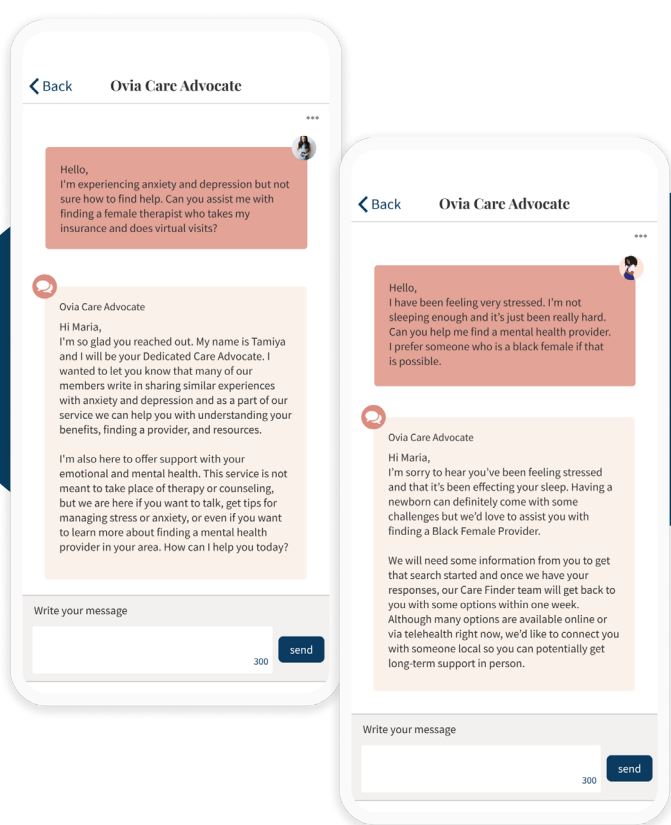 Back
Ovia Care Advocate
Hello,
I'm experiencing anxiety and depression but not
sure how to find help. Can you assist me with
finding a female therapist who takes my
insurance and does virtual visits?
Ovia Care Advocate
Hi Maria,
I'm so glad you reached out. My name is Tamiya
and I will be your Dedicated Care Advocate. I
wanted to let you know that many of our
members write in sharing similar experiences
with anxiety and depression and as a part of our
service we can help you with understanding your
benefits, finding a provider, and resources.
I'm also here to offer support with your
emotional and mental health. This service is not
meant to take place of therapy or counseling,
but we are here if you want to talk, get tips for
managing stress or anxiety, or even if you want
to learn more about finding a mental health
provider in your area. How can I help you today?
Write your message
300
send
Back
Ovia Care Advocate
Hello,
I have been feeling very stressed. I'm not
sleeping enough and it's just been really hard.
Can you help me find a mental health provider.
I prefer someone who is a black female if that
is possible.
Ovia Care Advocate
Hi Maria,
I'm sorry to hear you've been feeling stressed
and that it's been effecting your sleep. Having a
newborn can definitely come with some
challenges but we'd love to assist you with
finding a Black Female Provider.
We will need some information from you to get
that search started and once we have your
responses, our Care Finder team will get back to
you with some options within one week.
Although many options are available online or
via telehealth right now, we'd like to connect you
with someone local so you can potentially get
long-term support in person.
Write your message
300
send